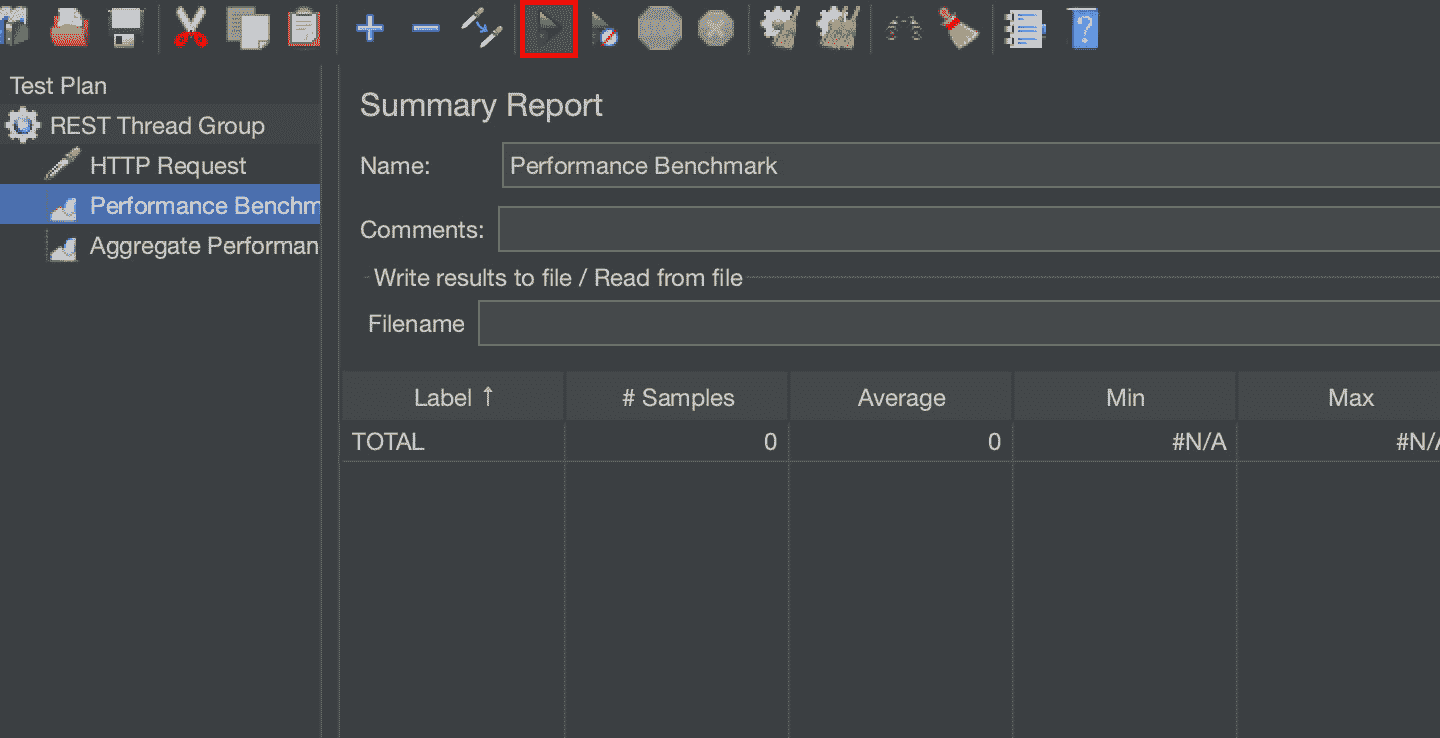 Test Plan
REST Thread Group
HTTP Request
Performance Benchm
Aggregate Performan
Summary Report
Name: Performance Benchmark
Comments:
Write results to file / Read from file
Filename
Label ↑ # Samples Average Min Max
TOTAL 0 0 #N/A #N/A